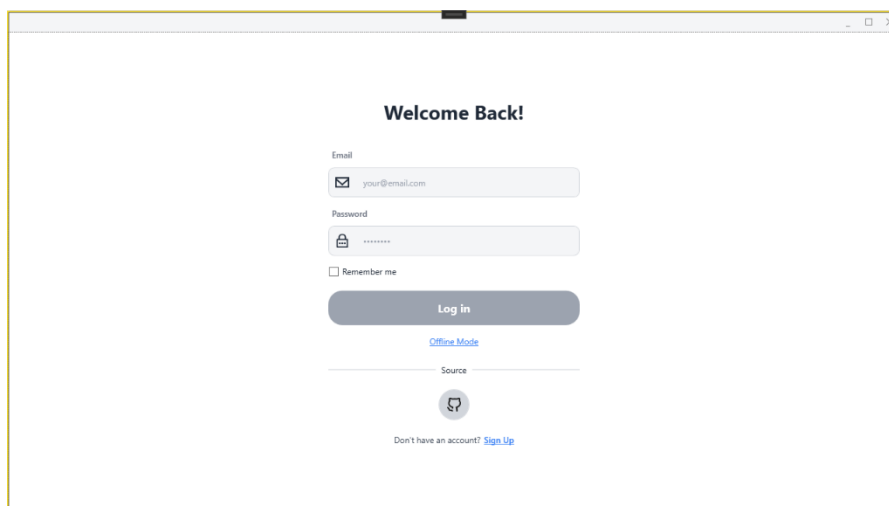 Welcome Back!
Email
your@email.com
Password
••••••••
Remember me
Log in
Offline Mode
Source
Don't have an account? Sign Up